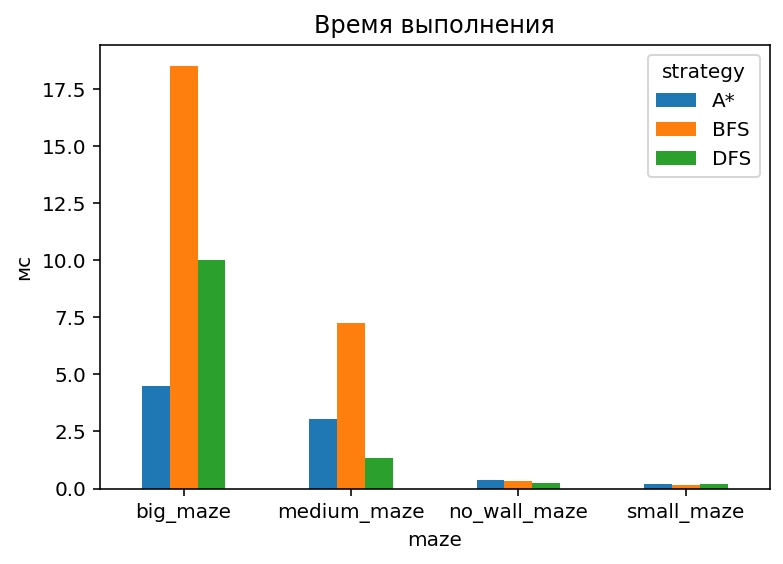 Время выполнения
strategy
A*
BFS
DFS
мс
17.5
15.0
12.5
10.0
7.5
5.0
2.5
0.0
big_maze medium_maze no_wall_maze small_maze
maze